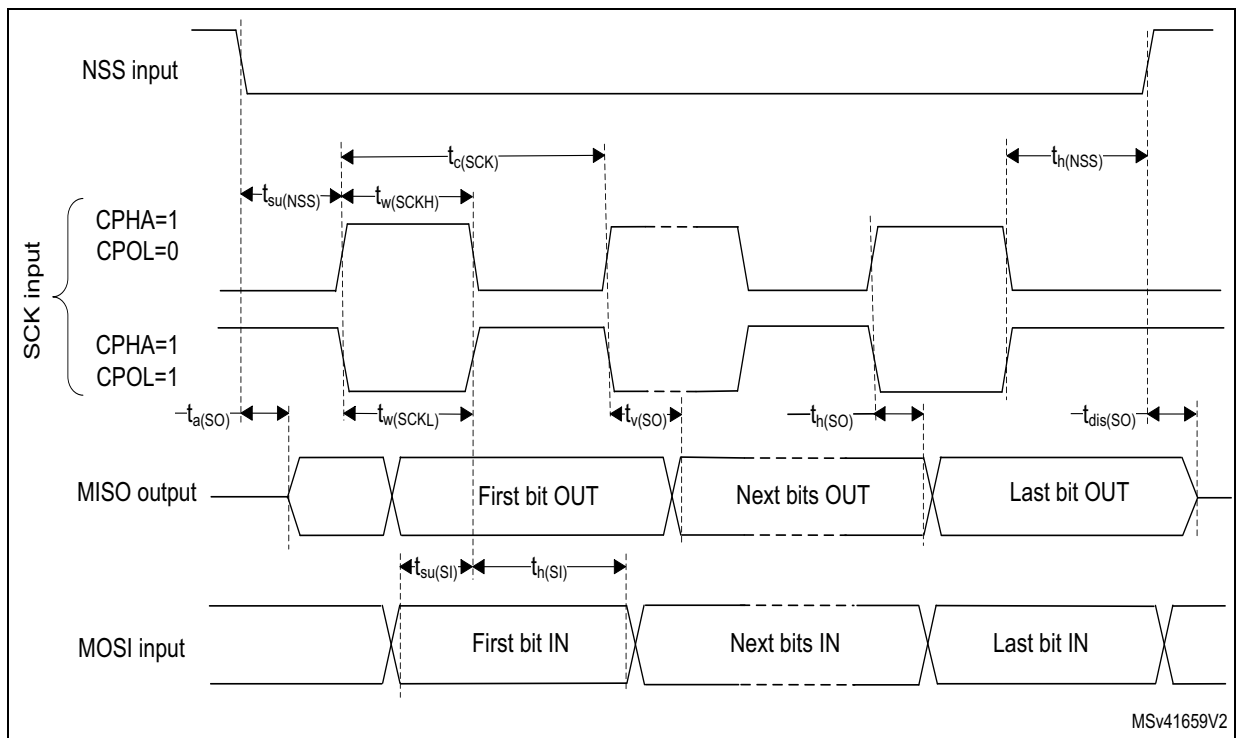 NSS input
tc(SCK)
th(NSS)
tsu(NSS)
tw(SCKH)
SCK input
CPHA=1
CPOL=0
CPHA=1
CPOL=1
ta(SO)
tw(SCKL)
tv(SO)
th(SO)
tdis(SO)
MISO output
First bit OUT
Next bits OUT
Last bit OUT
tsu(SI)
th(SI)
MOSI input
First bit IN
Next bits IN
Last bit IN
MSv41659V2